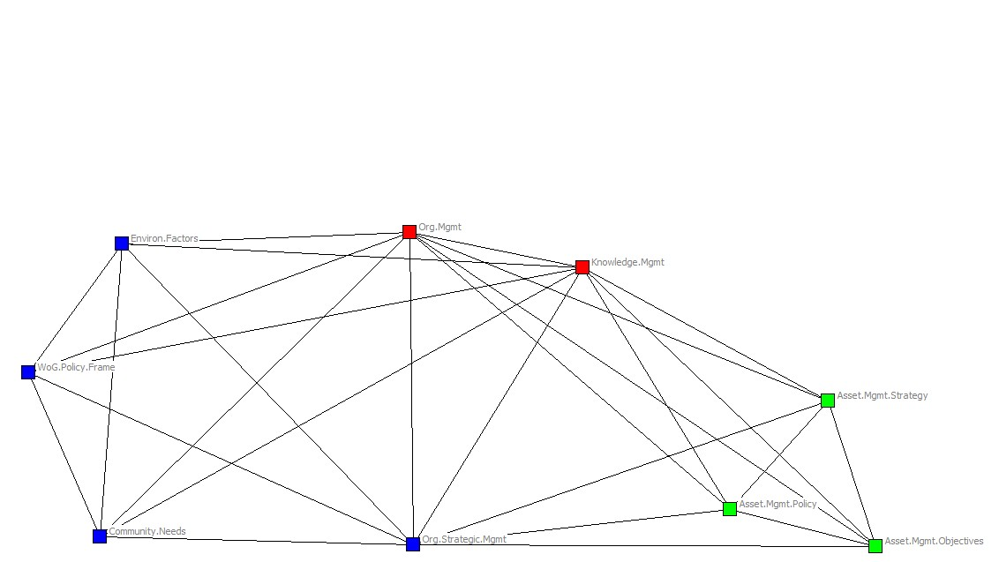 Org.Mgmt
Environ.Factors
Knowledge.Mgmt
WoG.Policy.Frame
Asset.Mgmt.Strategy
Asset.Mgmt.Policy
Community.Needs
Org.Strategic.Mgmt
Asset.Mgmt.Objectives